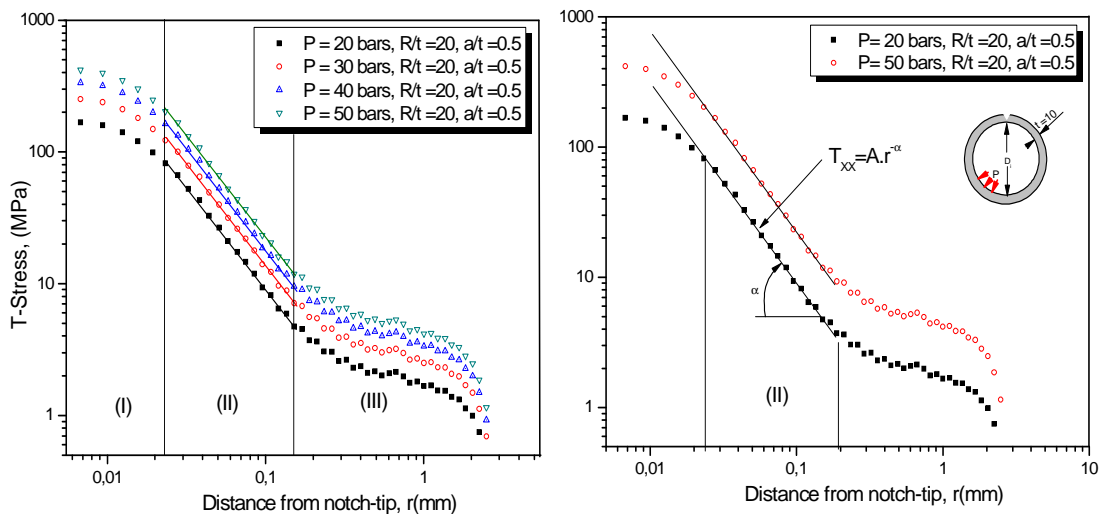 1000
100
10
1
T-Stress, (MPa)
P = 20 bars, R/t =20, a/t =0.5
P = 30 bars, R/t =20, a/t =0.5
P = 40 bars, R/t =20, a/t =0.5
P = 50 bars, R/t =20, a/t =0.5
(I)
(II)
(III)
0,01
0,1
1
Distance from notch-tip, r(mm)
1000
100
10
1
P= 20 bars, R/t =20, a/t=0.5
P= 50 bars, R/t =20, a/t=0.5
t =10
D
P
TXX=A.r-α
α
(II)
0,01
0,1
1
10
Distance from notch-tip, r(mm)